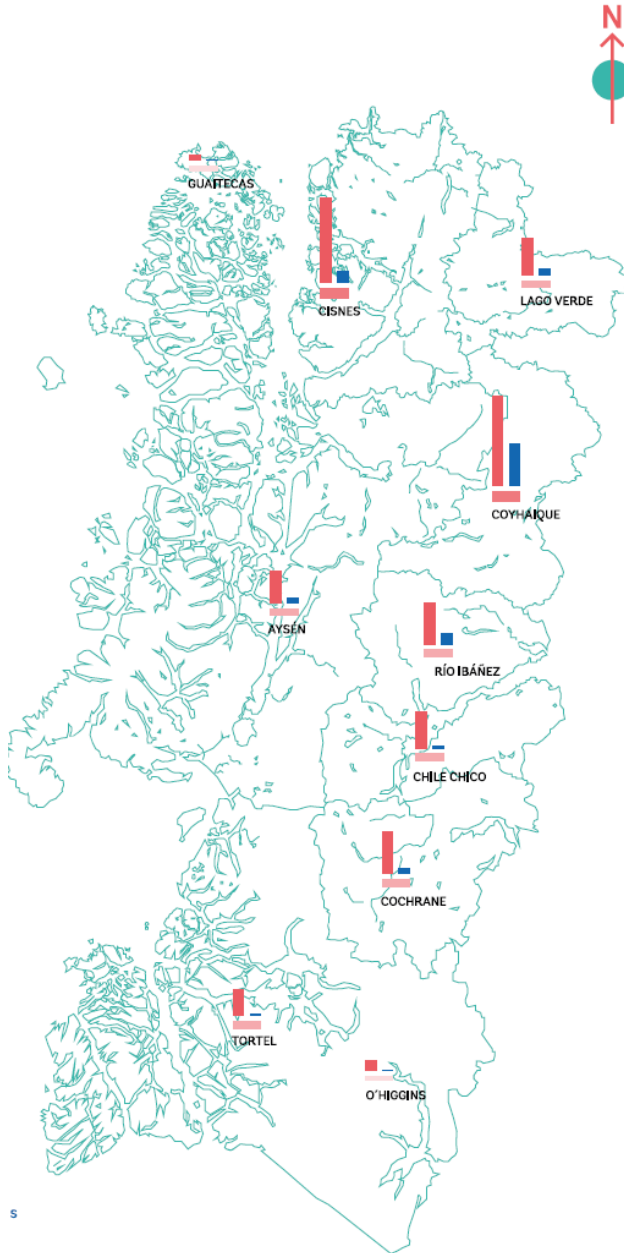 N
GUAITECAS
CISNES
LAGO VERDE
COYHAIQUE
AYSÉN
RÍO IBÁÑEZ
CHILE CHICO
COCHRANE
TORTEL
O'HIGGINS
s